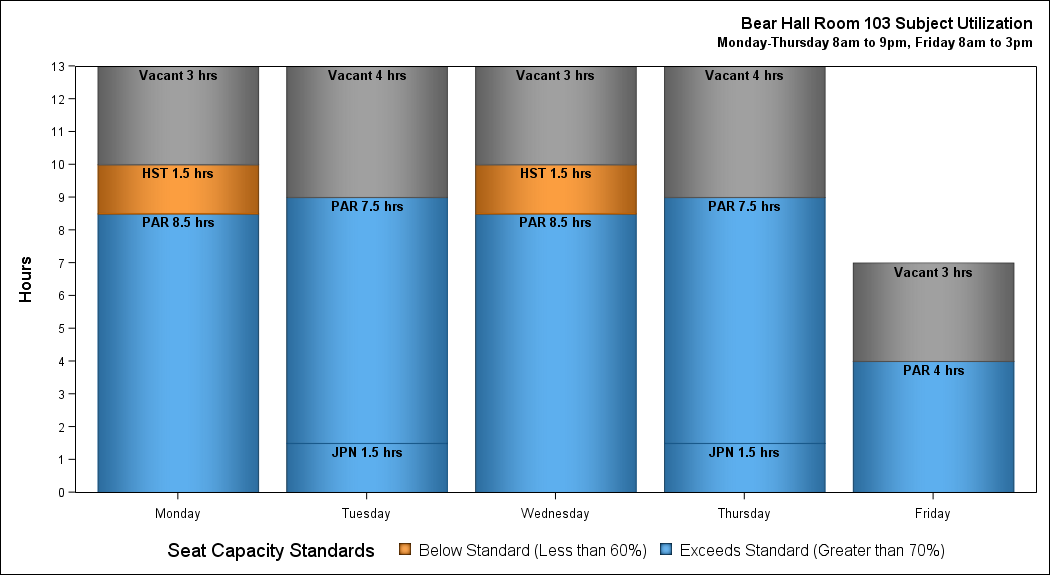 Bear Hall Room 103 Subject Utilization
Monday-Thursday 8am to 9pm, Friday 8am to 3pm
Hours
13
12
11
10
9
8
7
6
5
4
3
2
1
0
Vacant 3 hrs
HST 1.5 hrs
PAR 8.5 hrs
Vacant 4 hrs
PAR 7.5 hrs
JPN 1.5 hrs
Vacant 3 hrs
HST 1.5 hrs
PAR 8.5 hrs
Vacant 4 hrs
PAR 7.5 hrs
JPN 1.5 hrs
Vacant 3 hrs
PAR 4 hrs
Monday Tuesday Wednesday Thursday Friday
Seat Capacity Standards Below Standard (Less than 60%) Exceeds Standard (Greater than 70%)